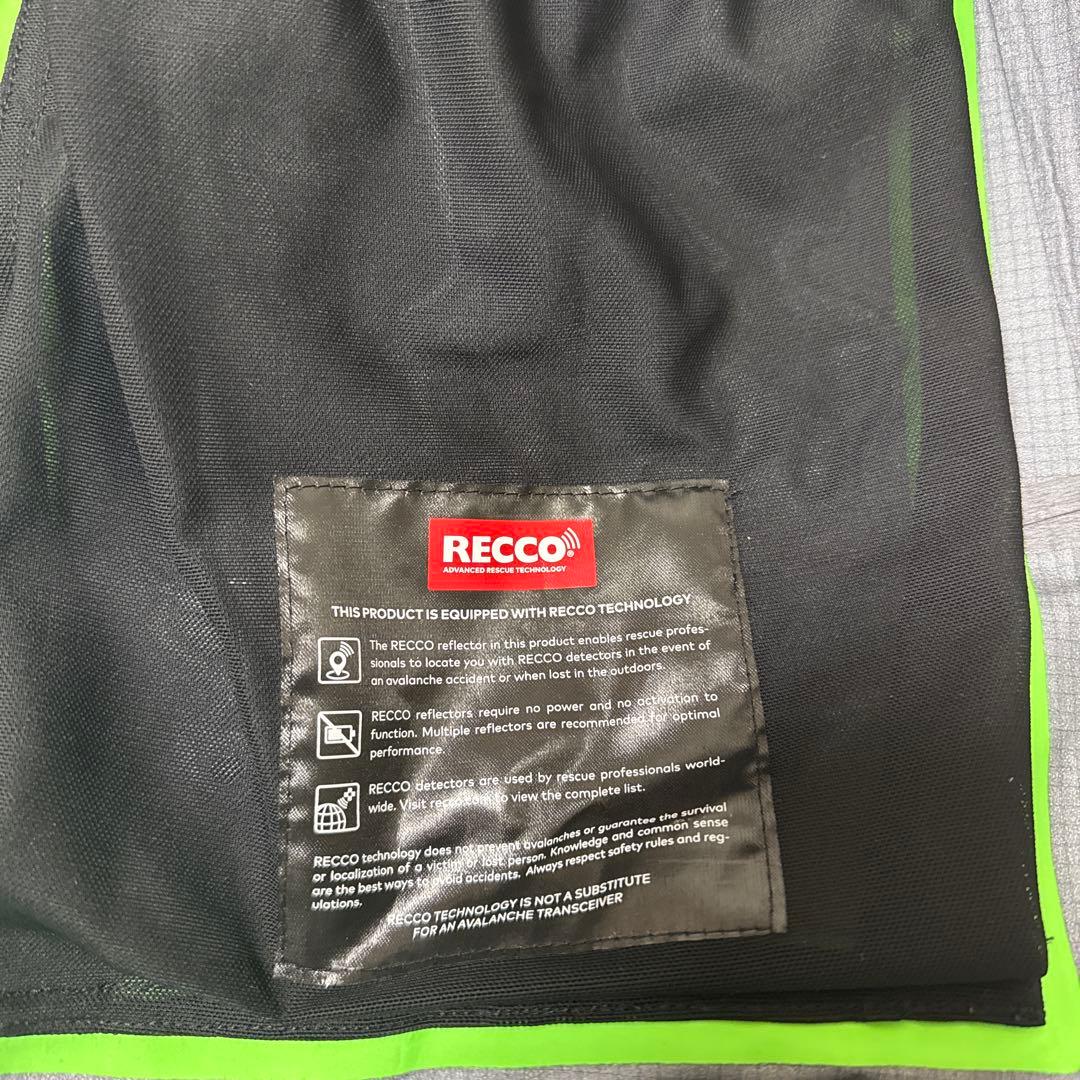 RECCO®
ADVANCED RESCUE TECHNOLOGY
THIS PRODUCT IS EQUIPPED WITH RECCO TECHNOLOGY
The RECCO reflector in this product enables rescue profes-
sionals to locate you with RECCO detectors in the event of
an avalanche accident or when lost in the outdoors.
RECCO reflectors require no power and no activation to
function. Multiple reflectors are recommended for optimal
performance.
RECCO detectors are used by rescue professionals world-
wide. Visit to view the complete list.
RECCO technology does not prevent avalanches or guarantee the survival
or localization of a victim or lost person. Knowledge and common sense
are the best ways to avoid accidents. Always respect safety rules and reg-
ulations.
RECCO TECHNOLOGY IS NOT A SUBSTITUTE
FOR AN AVALANCHE TRANSCEIVER